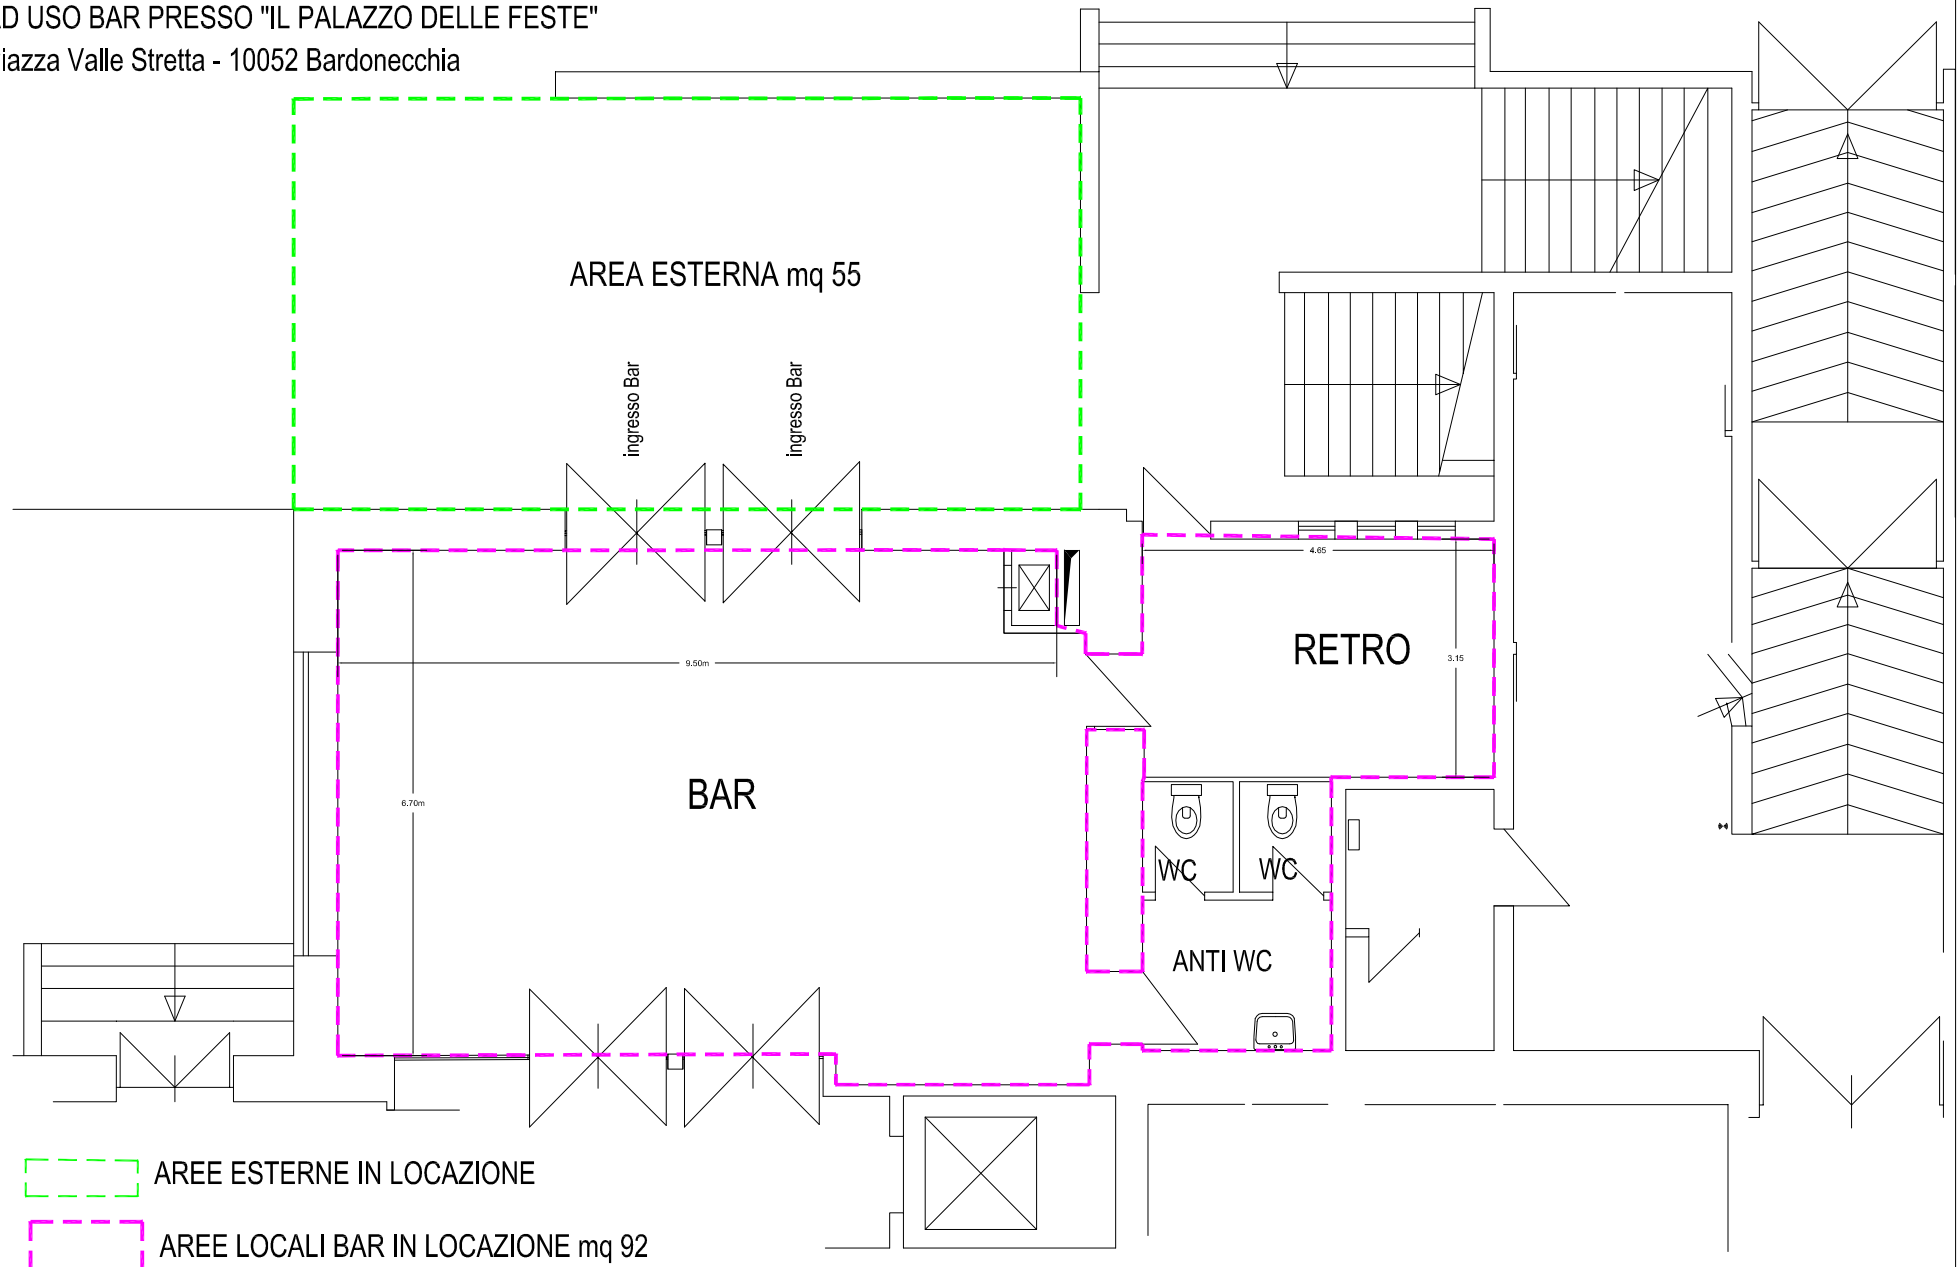 AD USO BAR PRESSO "IL PALAZZO DELLE FESTE"
iazza Valle Stretta - 10052 Bardonecchia
AREA ESTERNA mq 55
ingresso Bar
ingresso Bar
4.65
RETRO
3.15
9.50m
BAR
6.70m
WC
WC
ANTI WC
AREE ESTERNE IN LOCAZIONE
AREE LOCALI BAR IN LOCAZIONE mq 92